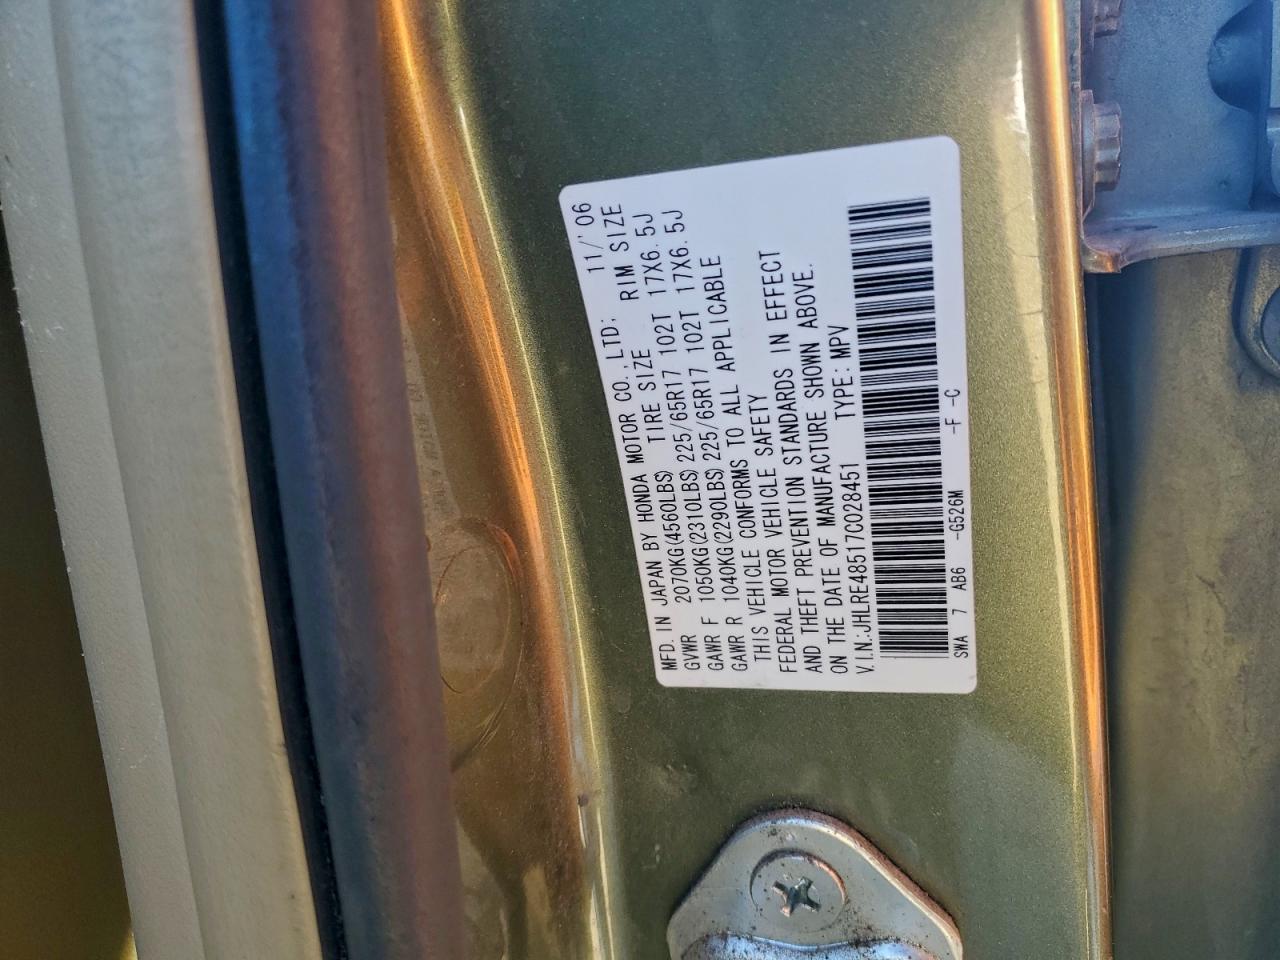 MFD. IN JAPAN BY HONDA MOTOR CO., LTD: 11/'06
GVWR 2070KG(4560LBS) TIRE SIZE RIM SIZE
GAWR F 1050KG(2310LBS) 225/65R17 102T 17X6.5J
GAWR R 1040KG(2290LBS) 225/65R17 102T 17X6.5J
THIS VEHICLE CONFORMS TO ALL APPLICABLE
FEDERAL MOTOR VEHICLE SAFETY
AND THEFT PREVENTION STANDARDS IN EFFECT
ON THE DATE OF MANUFACTURE SHOWN ABOVE.
V.I.N.:JHLRE48517C028451 TYPE:MPV
SWA 7 AB6 -G526M -F -C